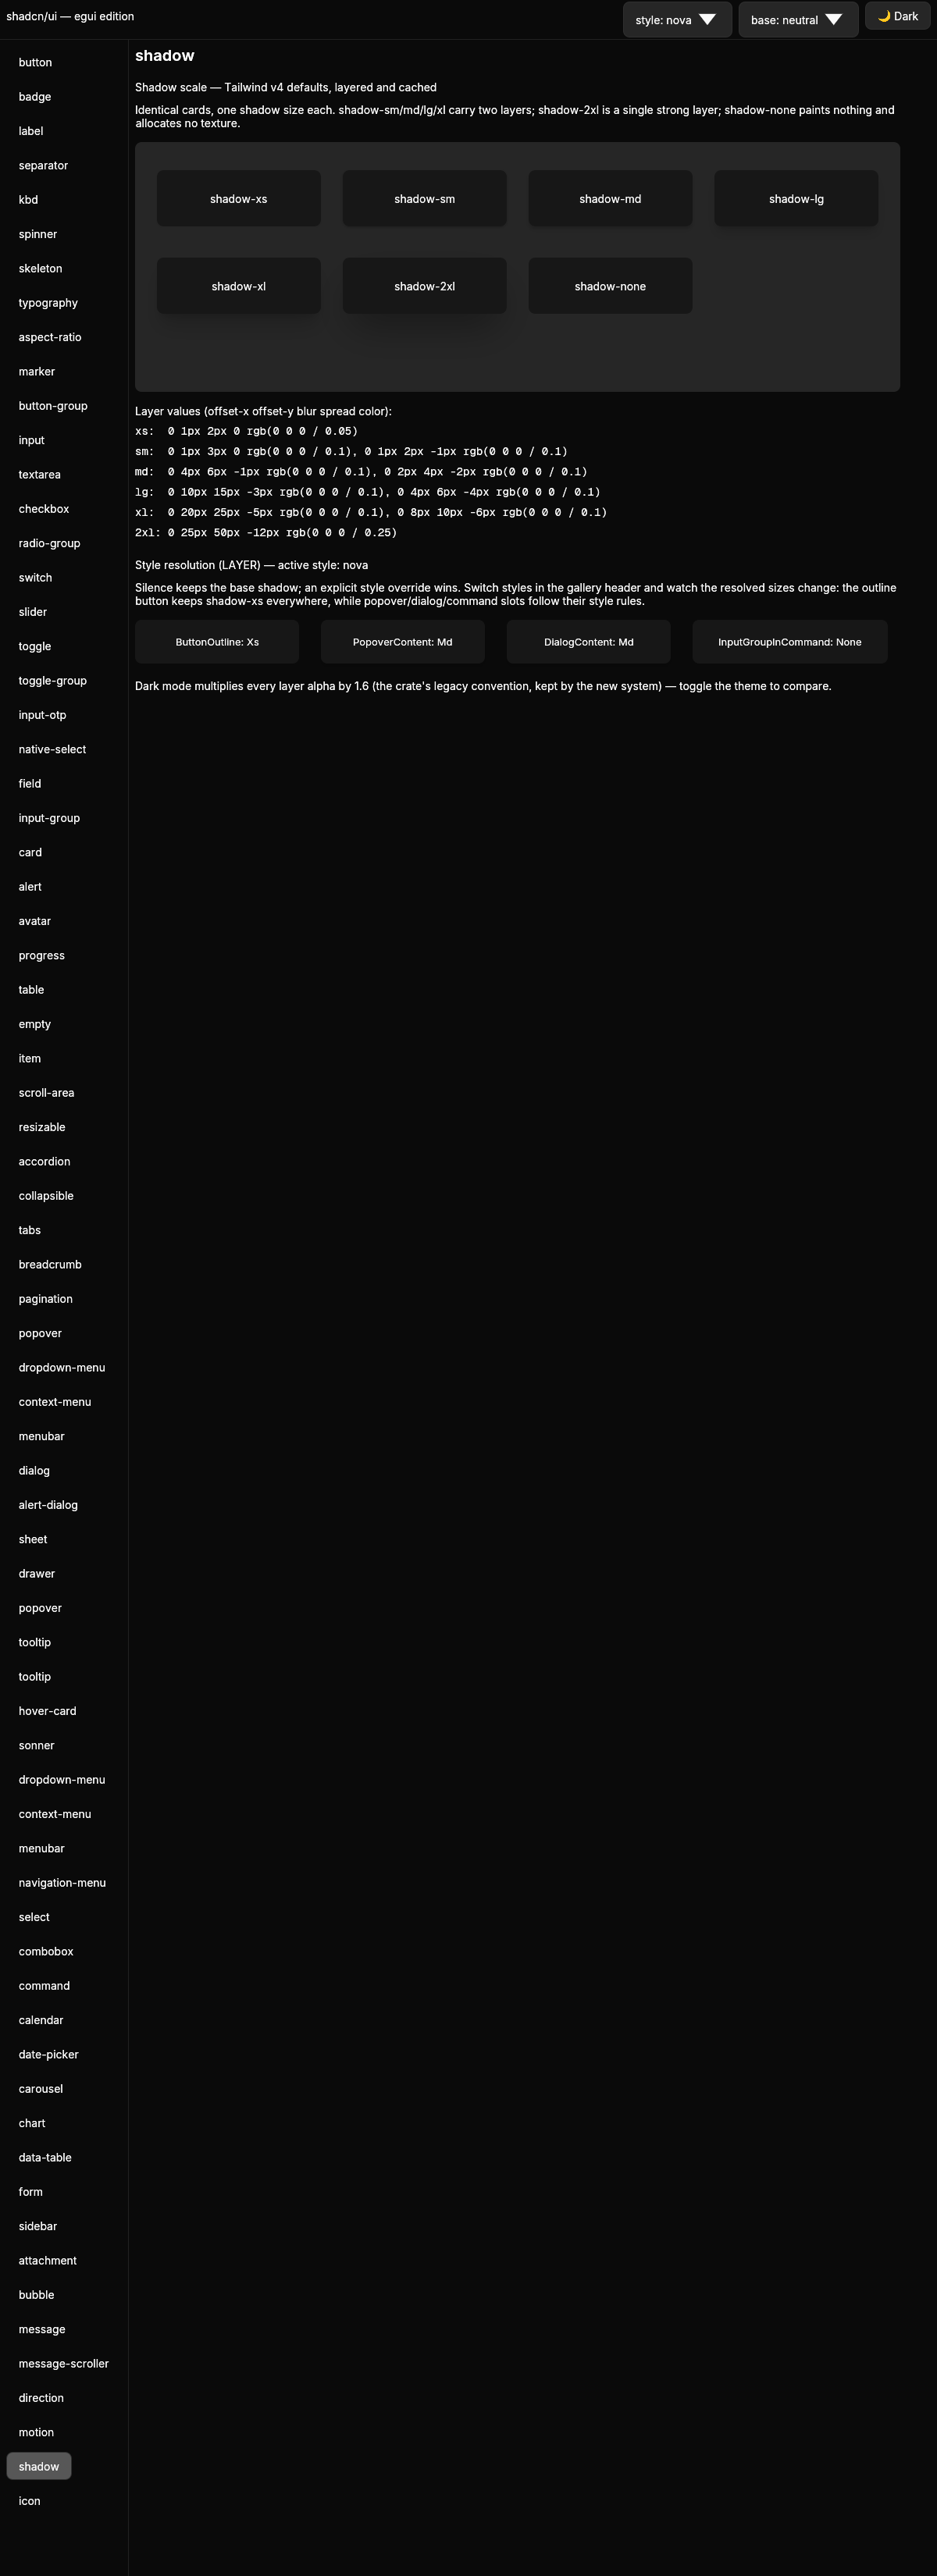 shadcn/ui — egui edition
style: nova
base: neutral
🌙 Dark
button
badge
label
separator
kbd
spinner
skeleton
typography
aspect-ratio
marker
button-group
input
textarea
checkbox
radio-group
switch
slider
toggle
toggle-group
input-otp
native-select
field
input-group
card
alert
avatar
progress
table
empty
item
scroll-area
resizable
accordion
collapsible
tabs
breadcrumb
pagination
popover
dropdown-menu
context-menu
menubar
dialog
alert-dialog
sheet
drawer
popover
tooltip
tooltip
hover-card
sonner
dropdown-menu
context-menu
menubar
navigation-menu
select
combobox
command
calendar
date-picker
carousel
chart
data-table
form
sidebar
attachment
bubble
message
message-scroller
direction
motion
shadow
icon
shadow
Shadow scale — Tailwind v4 defaults, layered and cached
Identical cards, one shadow size each. shadow-sm/md/lg/xl carry two layers; shadow-2xl is a single strong layer; shadow-none paints nothing and
allocates no texture.
shadow-xs
shadow-sm
shadow-md
shadow-lg
shadow-xl
shadow-2xl
shadow-none
Layer values (offset-x offset-y blur spread color):
xs:  0 1px 2px 0 rgb(0 0 0 / 0.05)
sm:  0 1px 3px 0 rgb(0 0 0 / 0.1), 0 1px 2px -1px rgb(0 0 0 / 0.1)
md:  0 4px 6px -1px rgb(0 0 0 / 0.1), 0 2px 4px -2px rgb(0 0 0 / 0.1)
lg:  0 10px 15px -3px rgb(0 0 0 / 0.1), 0 4px 6px -4px rgb(0 0 0 / 0.1)
xl:  0 20px 25px -5px rgb(0 0 0 / 0.1), 0 8px 10px -6px rgb(0 0 0 / 0.1)
2xl: 0 25px 50px -12px rgb(0 0 0 / 0.25)
Style resolution (LAYER) — active style: nova
Silence keeps the base shadow; an explicit style override wins. Switch styles in the gallery header and watch the resolved sizes change: the outline
button keeps shadow-xs everywhere, while popover/dialog/command slots follow their style rules.
ButtonOutline: Xs
PopoverContent: Md
DialogContent: Md
InputGroupInCommand: None
Dark mode multiplies every layer alpha by 1.6 (the crate's legacy convention, kept by the new system) — toggle the theme to compare.